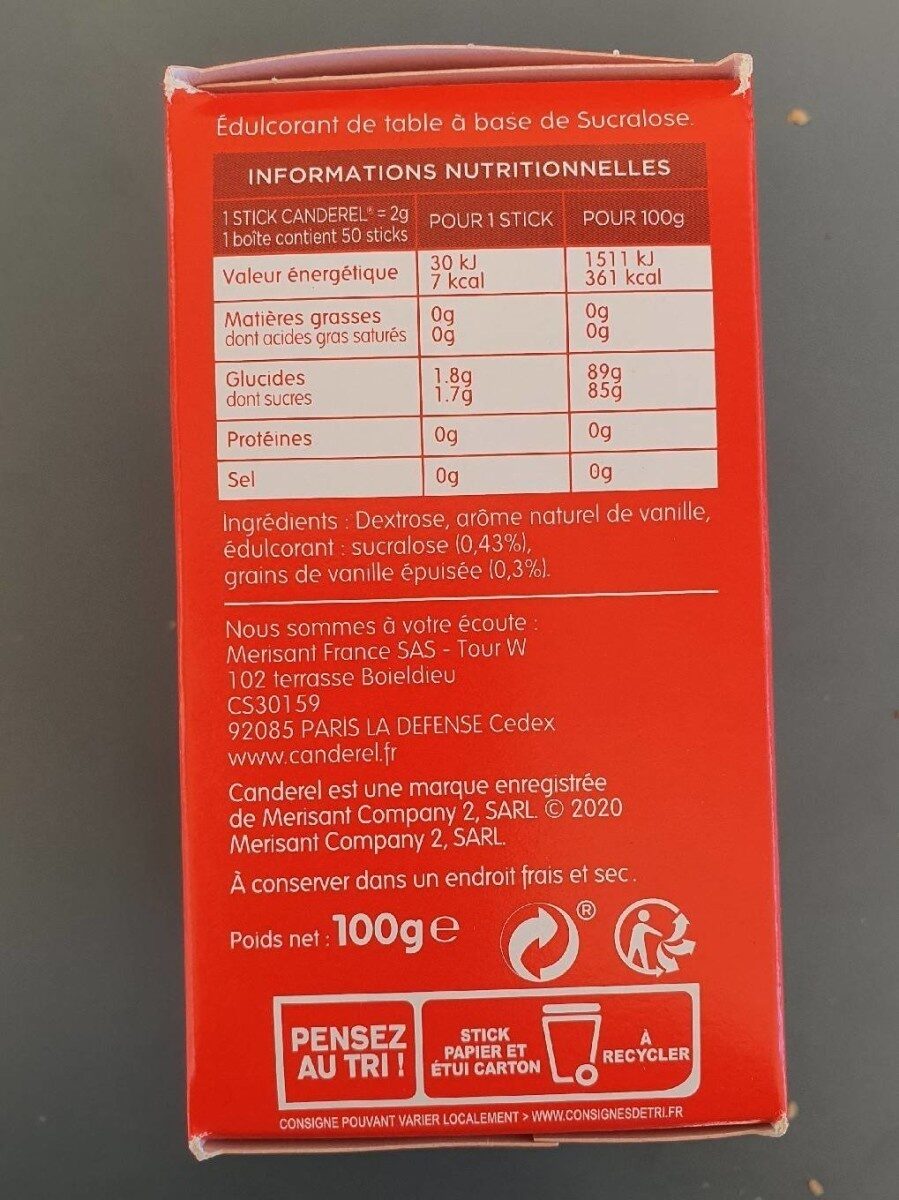 Édulcorant de table à base de Sucralose.
INFORMATIONS NUTRITIONNELLES
1 STICK CANDEREL® = 2g
1 boîte contient 50 sticks
POUR 1 STICK
POUR 100g
Valeur énergétique
30 kJ
7 kcal
1511 kJ
361 kcal
Matières grasses
dont acides gras saturés
0g
0g
0g
0g
Glucides
dont sucres
1.8g
1.7g
89g
85g
Protéines
0g
0g
Sel
0g
0g
Ingrédients : Dextrose, arôme naturel de vanille,
édulcorant : sucralose (0,43%),
grains de vanille épuisée (0,3%).
Nous sommes à votre écoute :
Merisant France SAS - Tour W
102 terrasse Boieldieu
CS30159
92085 PARIS LA DEFENSE Cedex
www.canderel.fr
Canderel est une marque enregistrée
de Merisant Company 2, SARL. © 2020
Merisant Company 2, SARL.
À conserver dans un endroit frais et sec.
Poids net : 100g e
®
PENSEZ
AU TRI !
STICK
PAPIER ET
ÉTUI CARTON
À
RECYCLER
CONSIGNE POUVANT VARIER LOCALEMENT > WWW.CONSIGNESDETRI.FR